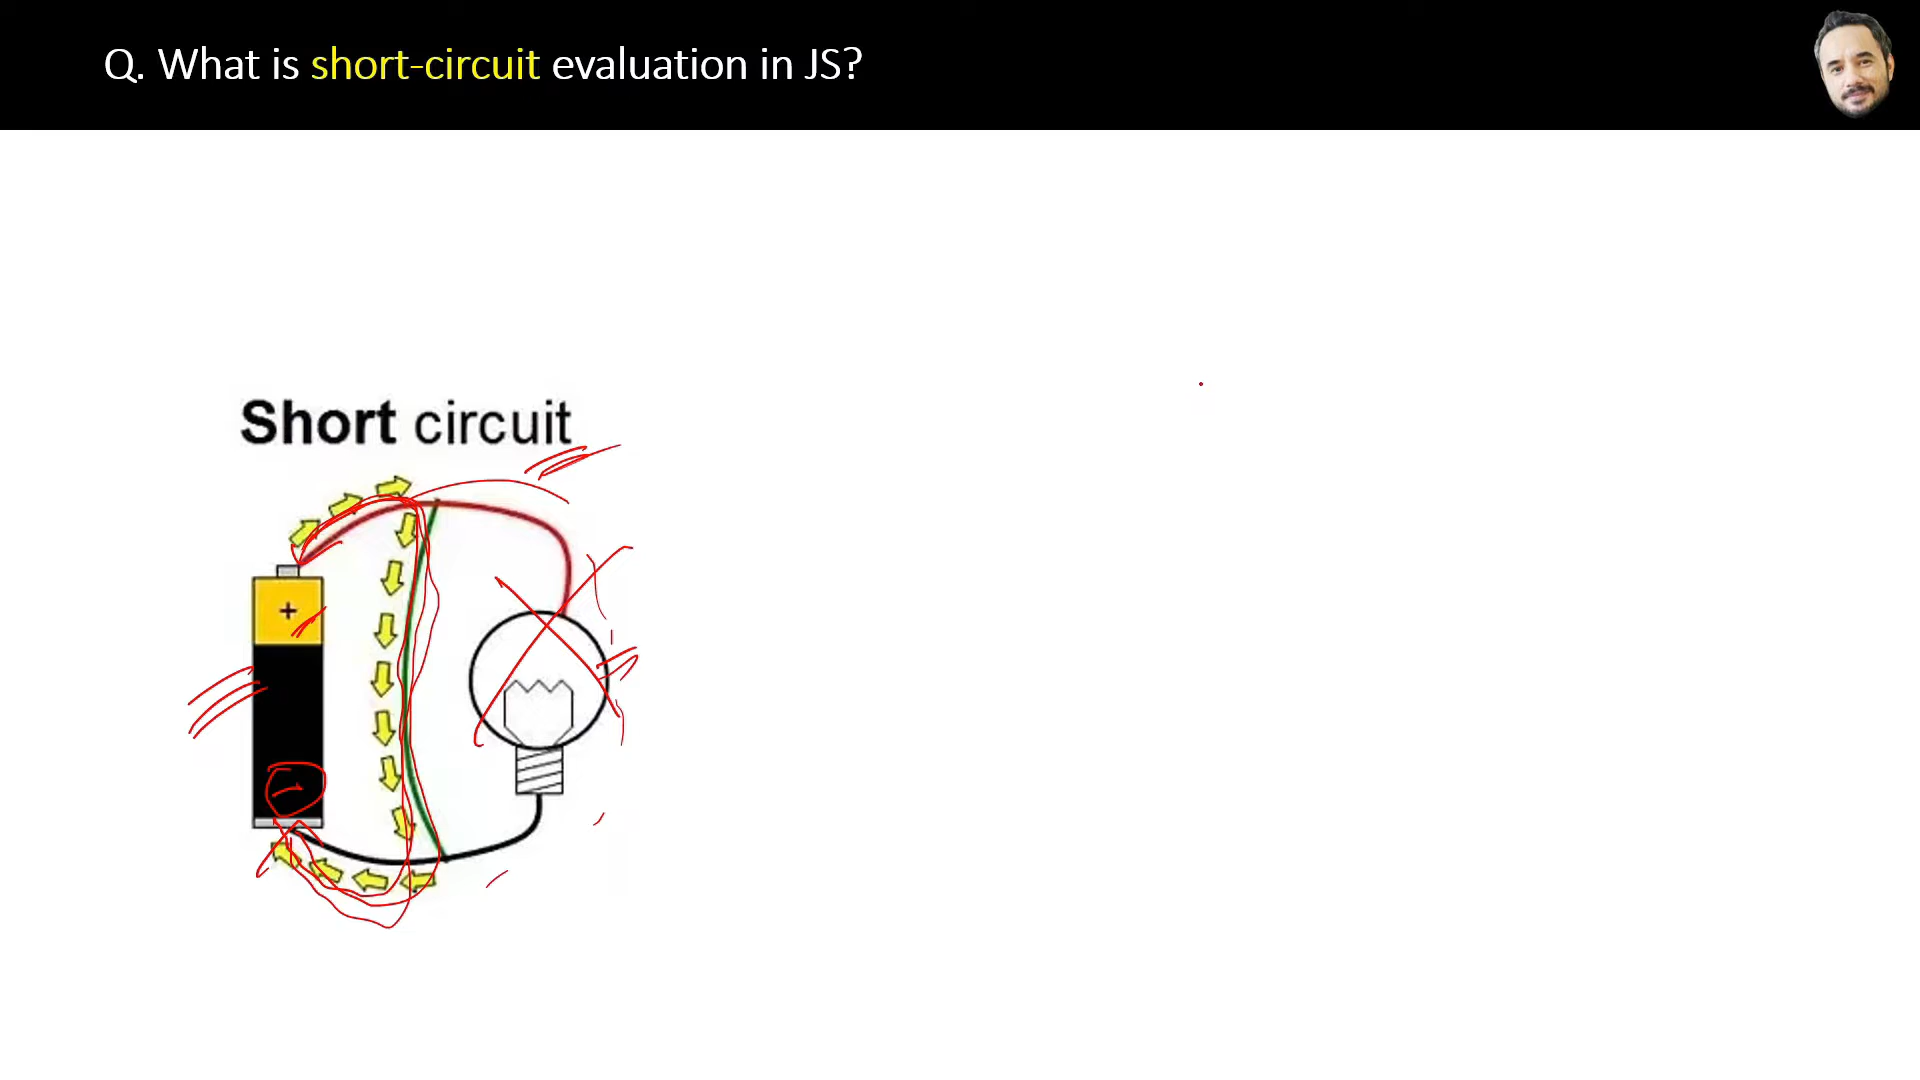 Q. What is short-circuit evaluation in JS?
Short circuit
+
-